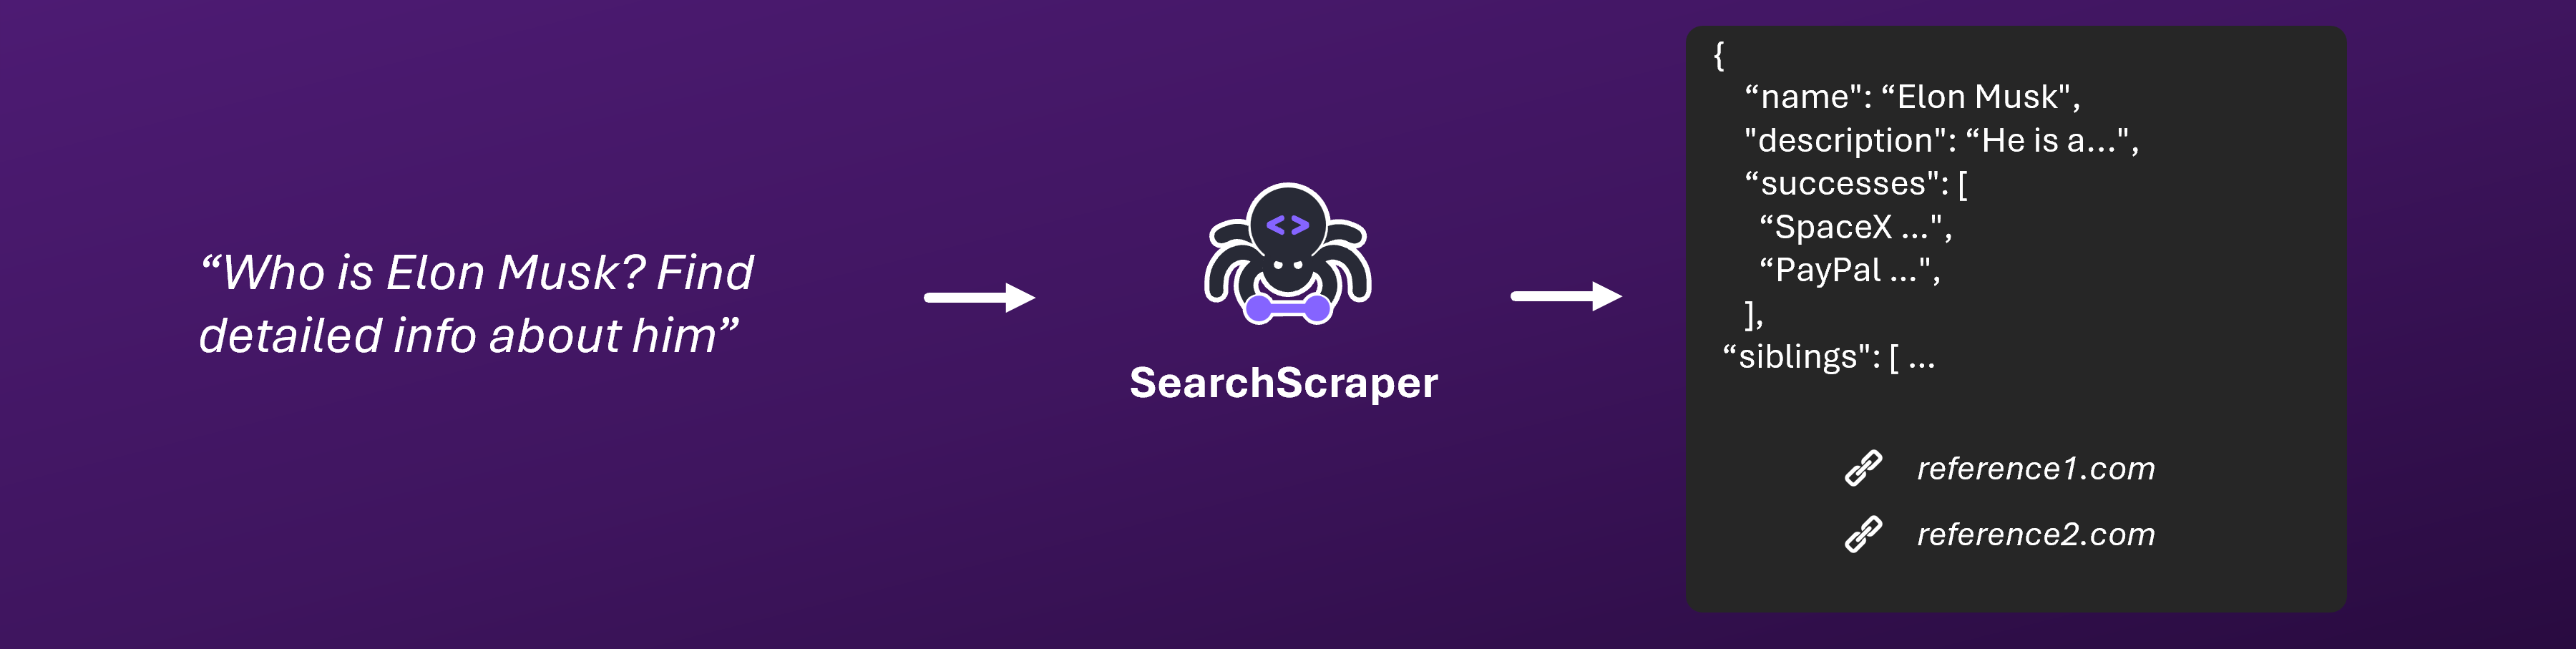 “Who is Elon Musk? Find
detailed info about him”
<>
SearchScraper
{
“name": “Elon Musk",
"description": “He is a...",
“successes": [
“SpaceX ...",
“PayPal ...",
],
“siblings": [ ...
reference1.com
reference2.com